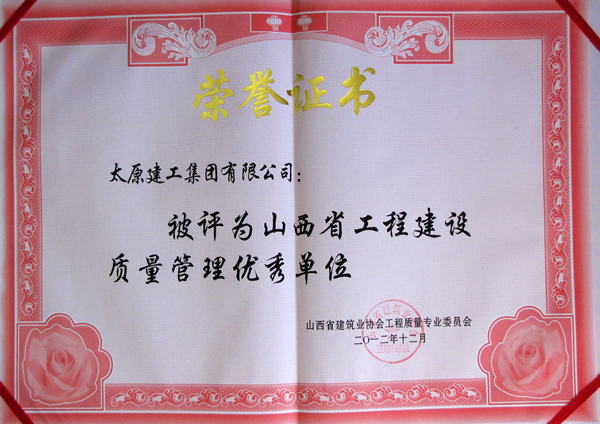 荣誉证书
太原建工集团有限公司：
被评为山西省工程建设
质量管理优秀单位
山西省建筑业协会工程质量专业委员会
二〇一二年十二月